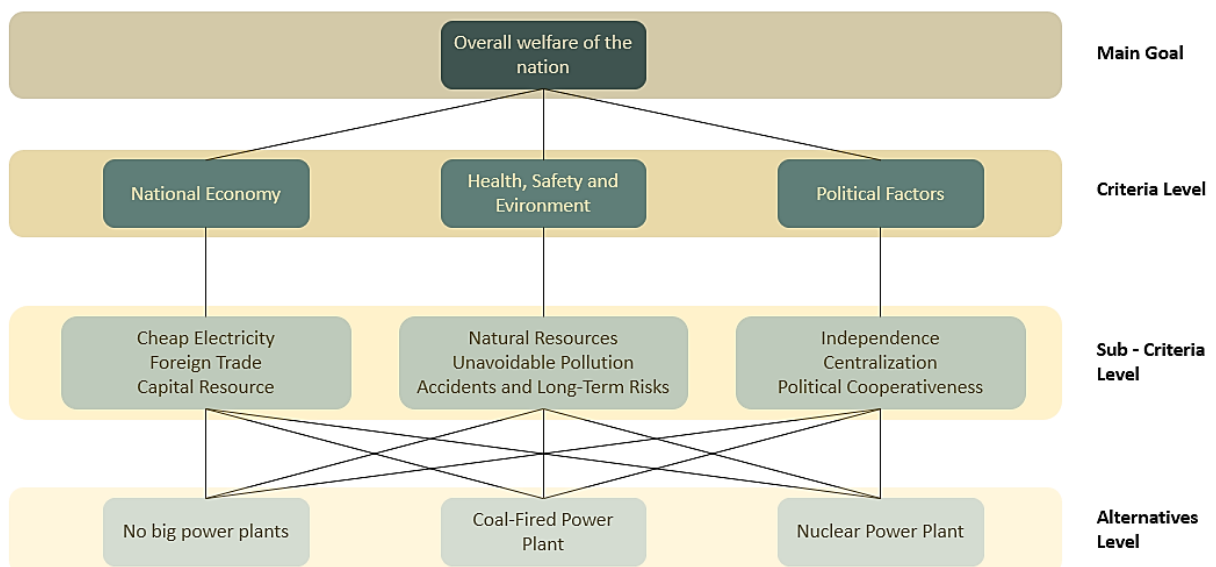 Overall welfare of the
nation
Main Goal
National Economy
Health, Safety and
Evironment
Political Factors
Criteria Level
Cheap Electricity
Foreign Trade
Capital Resource
Natural Resources
Unavoidable Pollution
Accidents and Long-Term Risks
Independence
Centralization
Political Cooperativeness
Sub - Criteria
Level
No big power plants
Coal-Fired Power
Plant
Nuclear Power Plant
Alternatives
Level